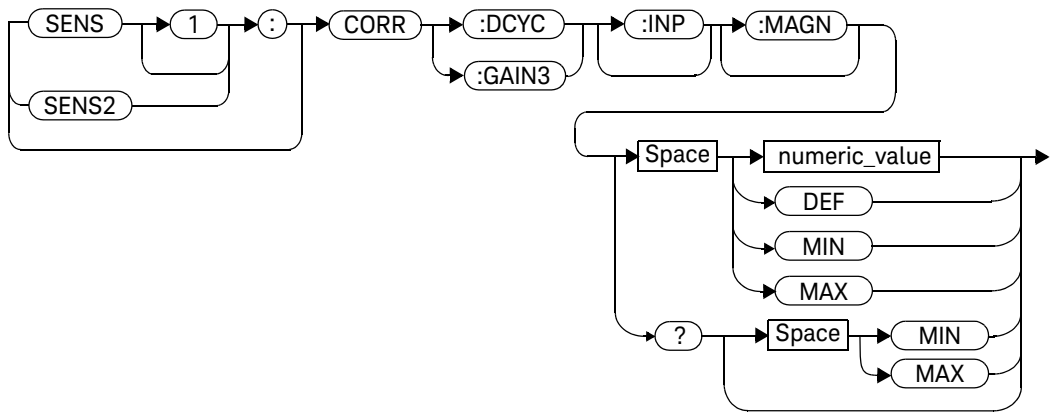 SENS
1
:
CORR
:DCYC
:INP
:MAGN
:GAIN3
SENS2
Space
numeric_value
DEF
MIN
MAX
?
Space
MIN
MAX